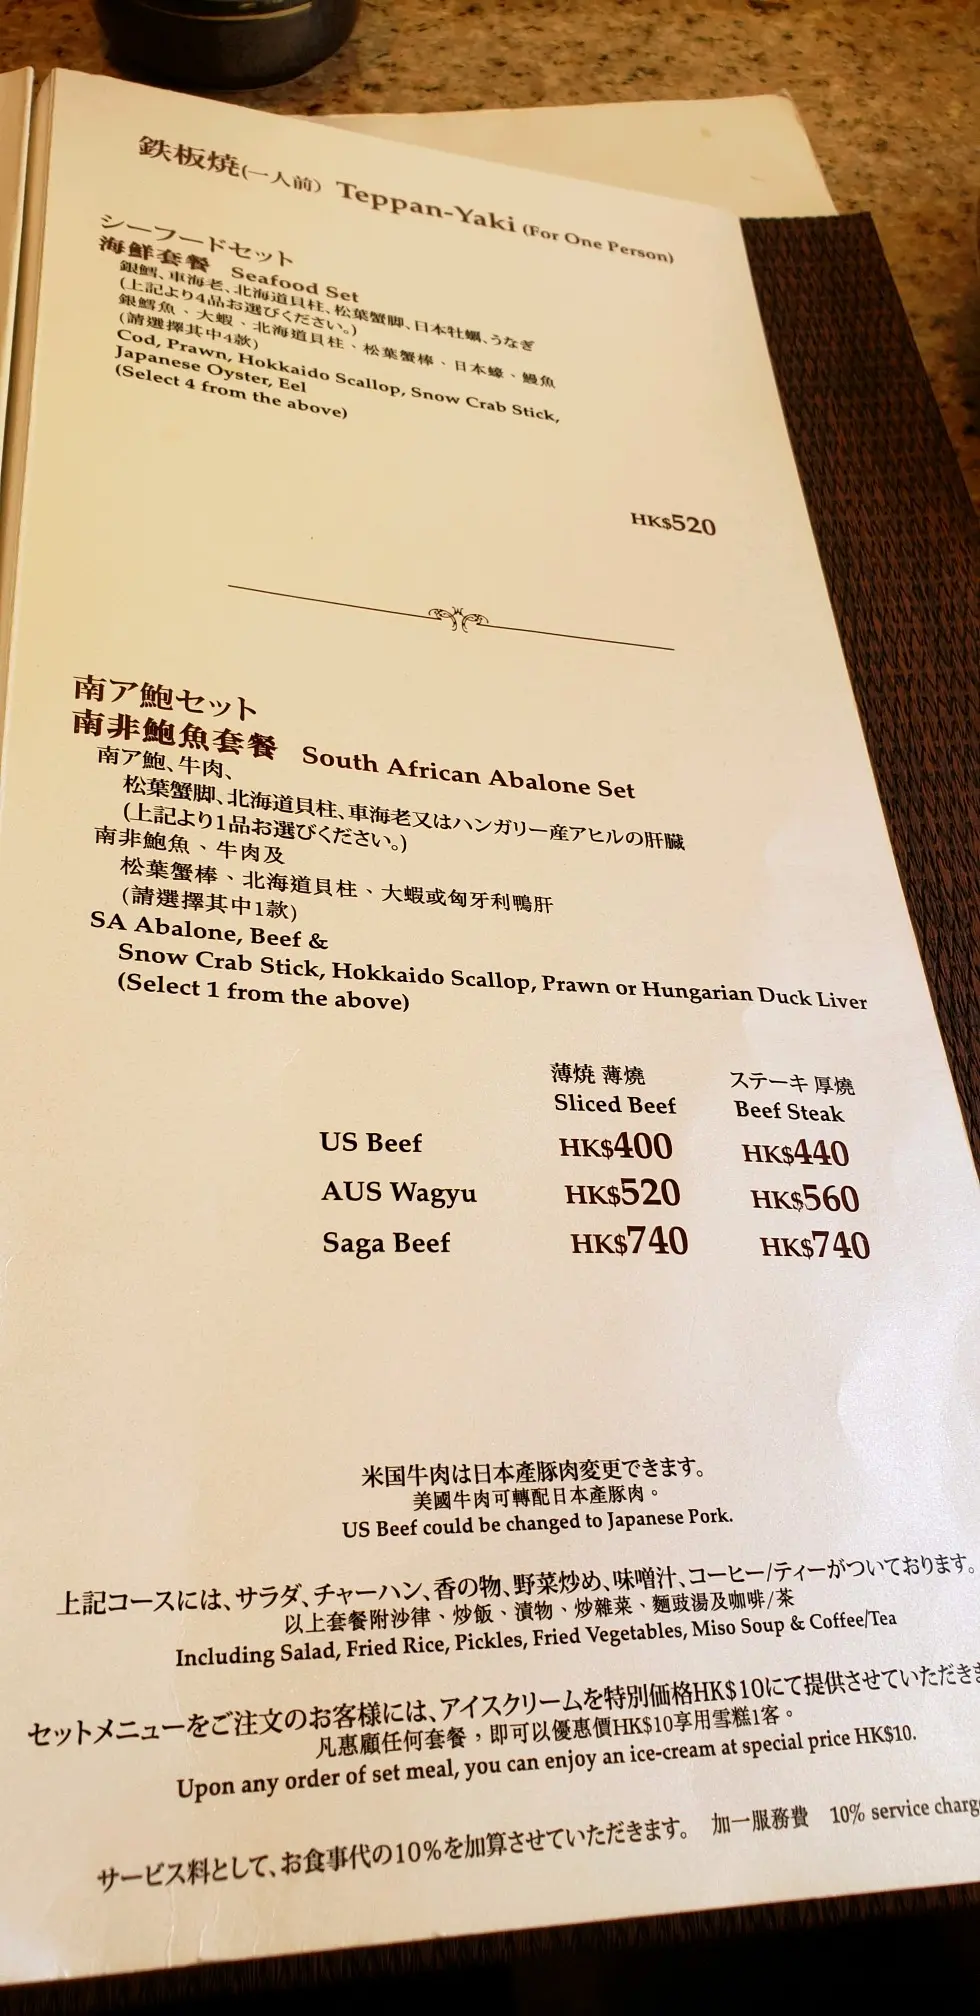 鉄板焼(一人前) Teppan-Yaki (For One Person)
シーフードセット
海鮮套餐 Seafood Set
銀鱈、車海老、北海道貝柱、松葉蟹脚、日本牡蠣、うなぎ
(上記より4品お選びください。)
銀鱈魚、大蝦、北海道貝柱、松葉蟹棒、日本蠔、鰻魚
(請選擇其中4款)
Cod, Prawn, Hokkaido Scallop, Snow Crab Stick,
Japanese Oyster, Eel
(Select 4 from the above)
HK$520
南ア鮑セット
南非鮑魚套餐 South African Abalone Set
南ア鮑、牛肉、
松葉蟹脚、北海道貝柱、車海老又はハンガリー産アヒルの肝臓
(上記より1品お選びください。)
南非鮑魚、牛肉及
松葉蟹棒、北海道貝柱、大蝦或匈牙利鴨肝
(請選擇其中1款)
SA Abalone, Beef &
Snow Crab Stick, Hokkaido Scallop, Prawn or Hungarian Duck Liver
(Select 1 from the above)
薄焼 薄燒 ステーキ 厚燒
Sliced Beef Beef Steak
US Beef HK$400 HK$440
AUS Wagyu HK$520 HK$560
Saga Beef HK$740 HK$740
米国牛肉は日本產豚肉変更できます。
美國牛肉可轉配日本產豚肉。
US Beef could be changed to Japanese Pork.
上記コースには、サラダ、チャーハン、香の物、野菜炒め、味噌汁、コーヒー/ティーがついております。
以上套餐附沙律、炒飯、漬物、炒雜菜、麵豉湯及咖啡/茶
Including Salad, Fried Rice, Pickles, Fried Vegetables, Miso Soup & Coffee/Tea
セットメニューをご注文のお客様には、アイスクリームを特別価格HK$10にて提供させていただきま
凡惠顧任何套餐，即可以優惠價HK$10享用雪糕1客。
Upon any order of set meal, you can enjoy an ice-cream at special price HK$10.
サービス料として、お食事代の10%を加算させていただきます。 加一服務費 10% service charg